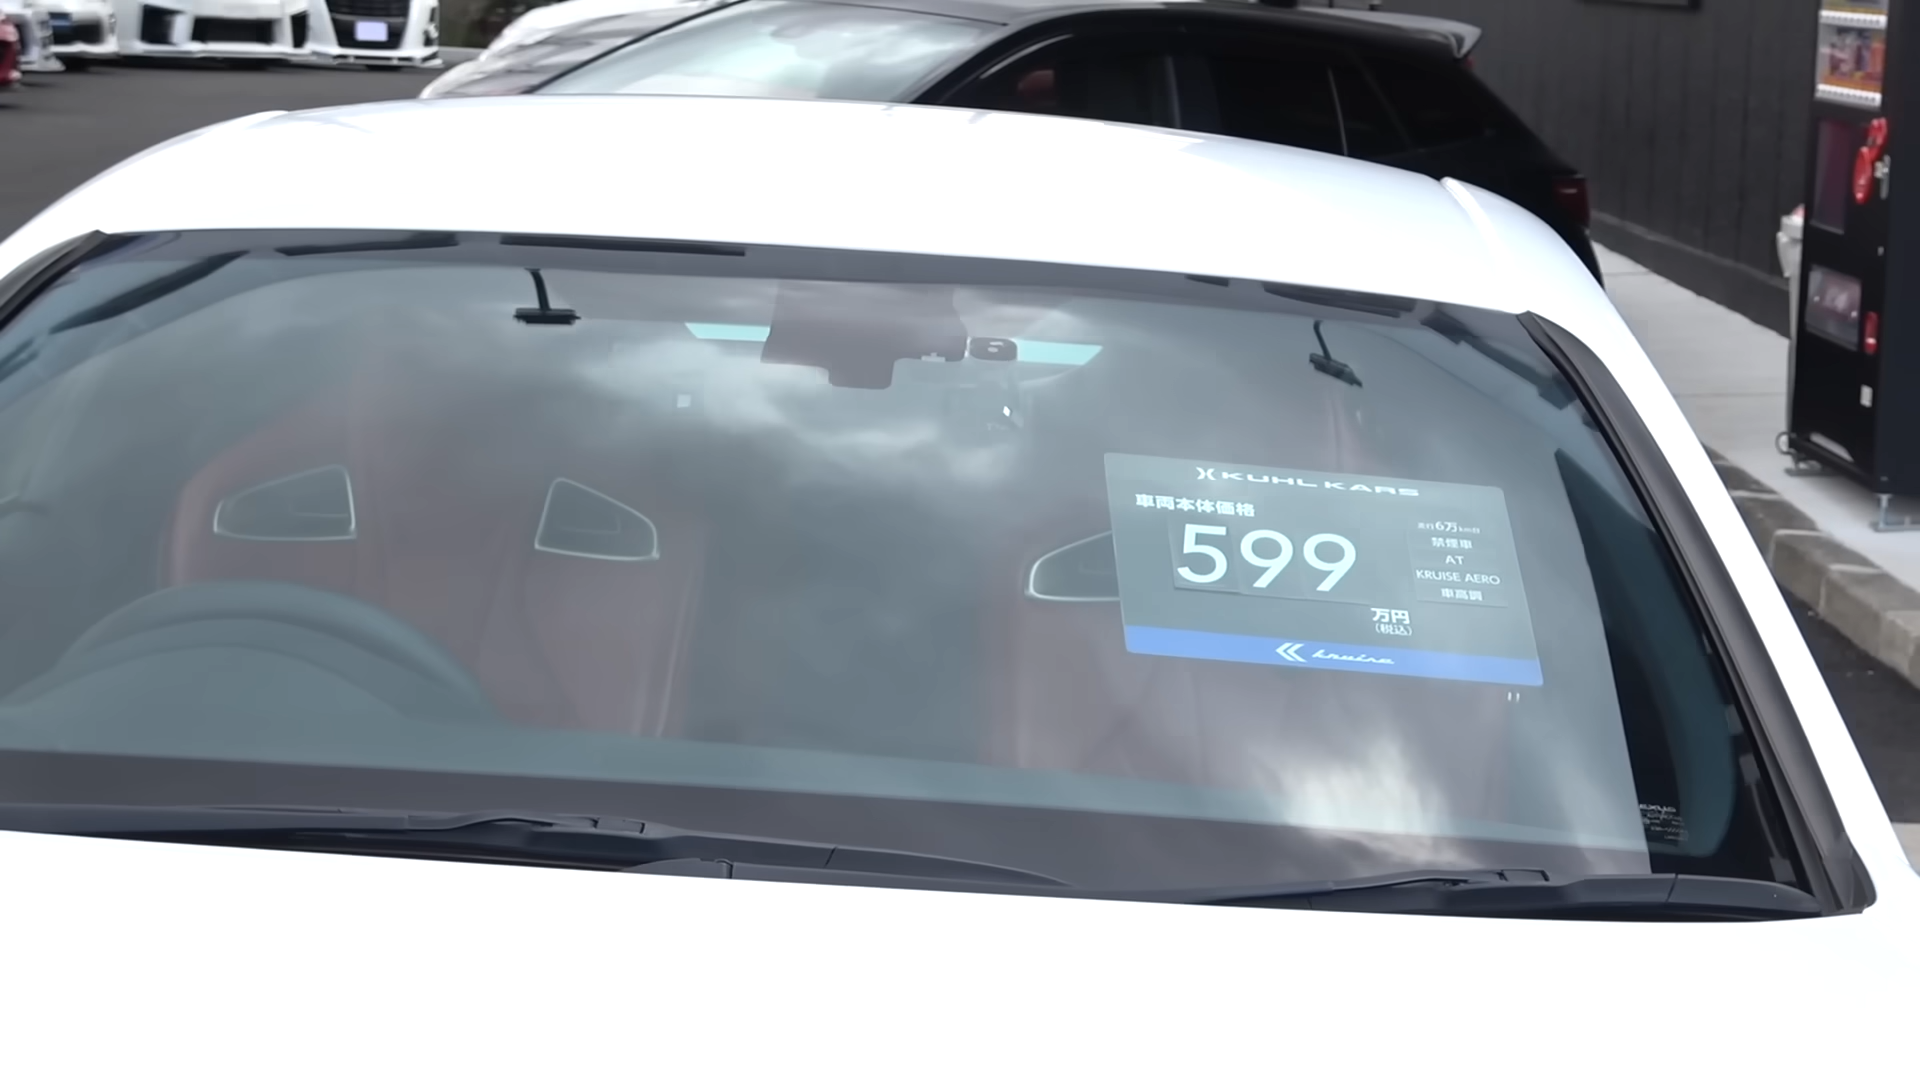 KUHL KARS
車両本体価格
599
万円
(税込)
走行6万km台
禁煙車
AT
KRUISE AERO
車高調
kruise